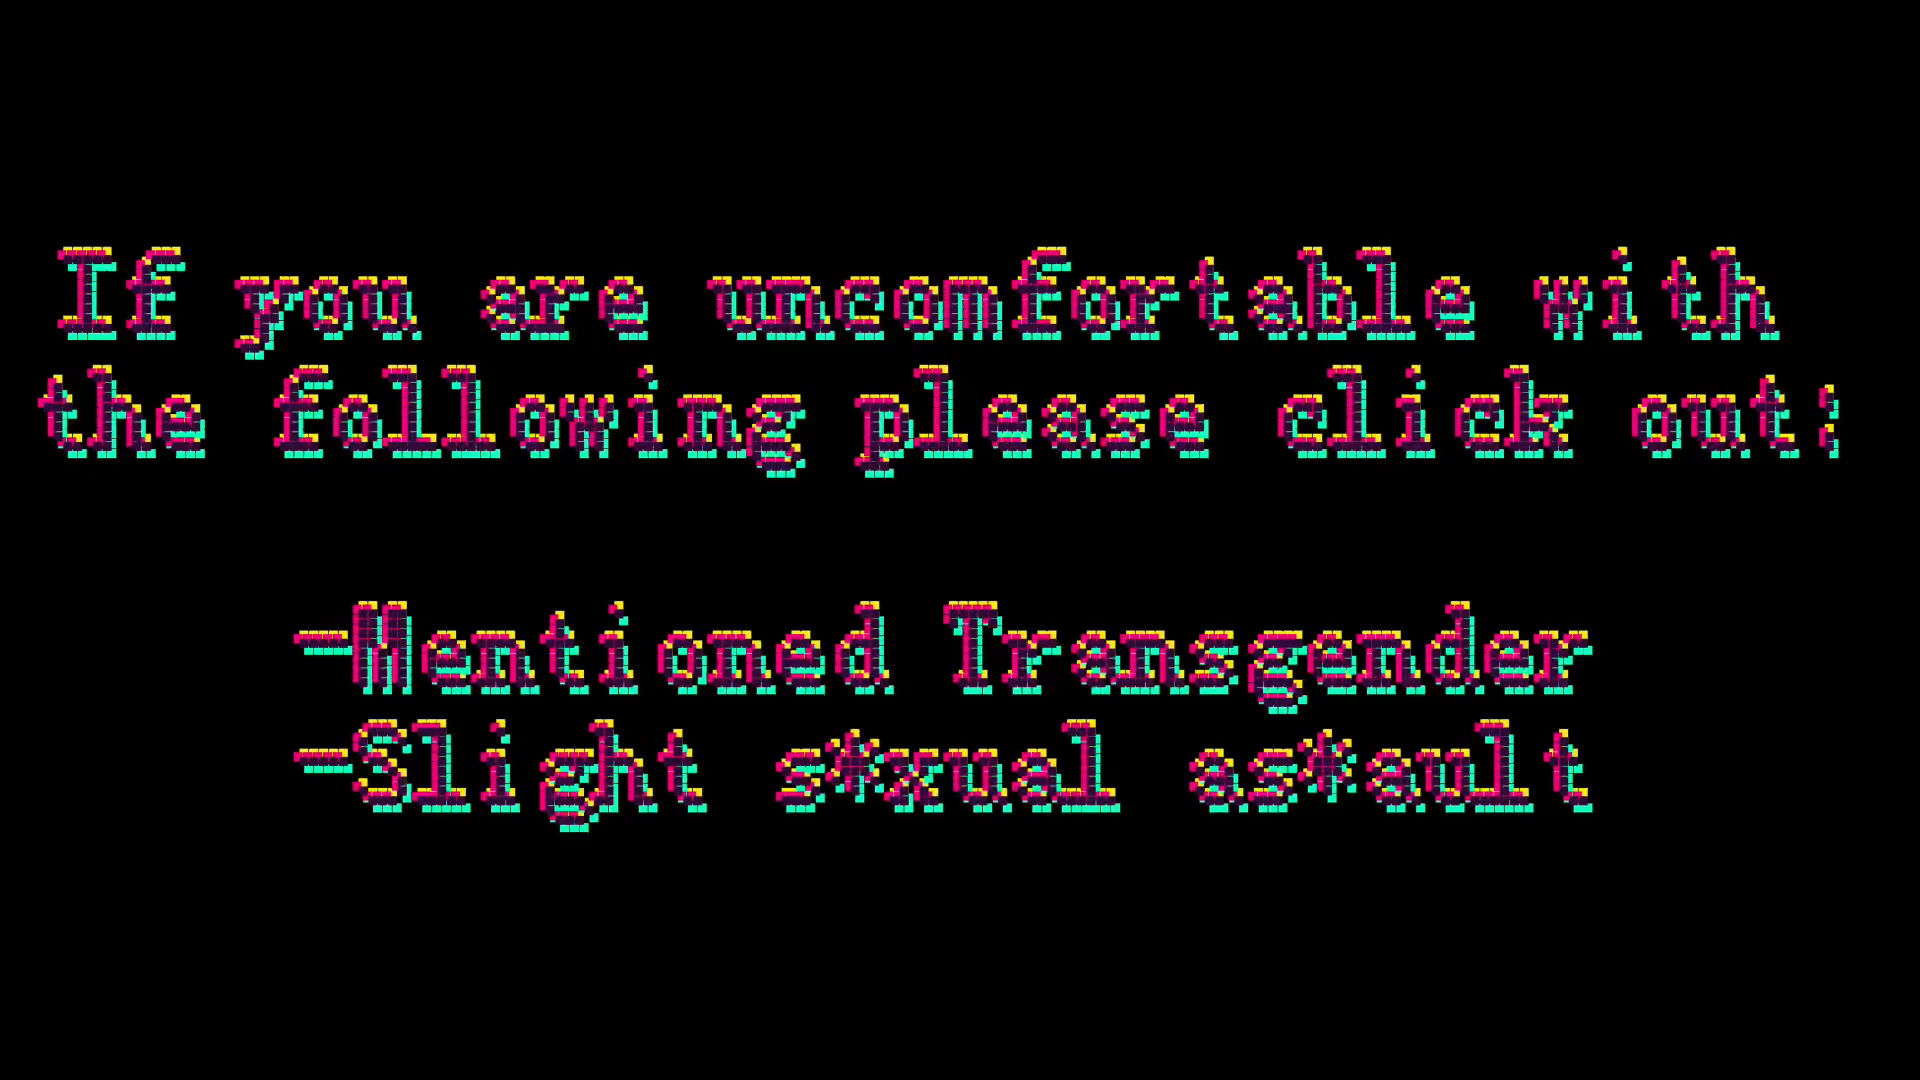 If you are uncomfortable with
the following please click out:
-Mentioned Transgender
-Slight s*xual as*ault